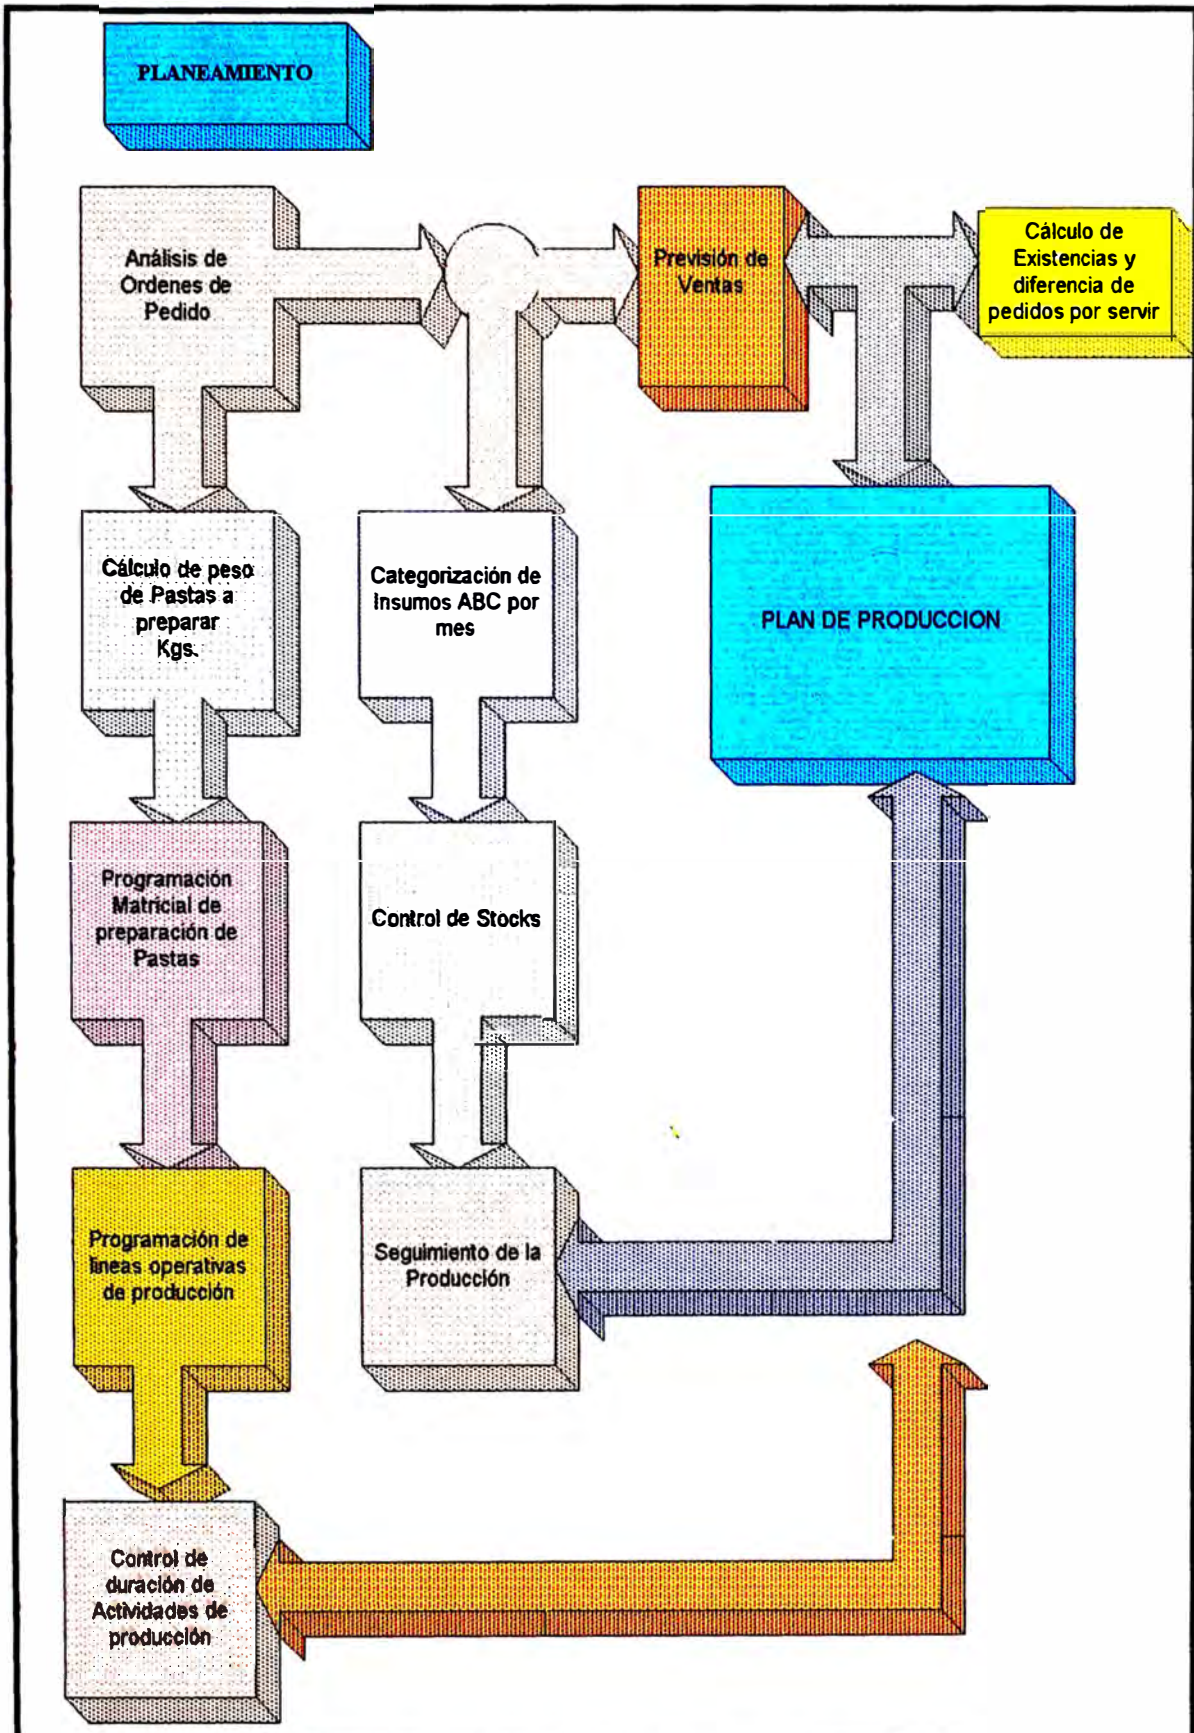 PLANEAMIENTO
Análisis de
Ordenes de
Pedido
Previsión de
Ventas
Cálculo de
Existencias y
diferencia de
pedidos por servir
Cálculo de peso
de Pastas a
preparar
Kgs.
Categorización de
Insumos ABC por
mes
PLAN DE PRODUCCION
Programación
Matricial de
preparación de
Pastas
Control de Stocks
Programación de
lineas operativas
de producción
Seguimiento de la
Producción
Control de
duración de
Actividades de
producción